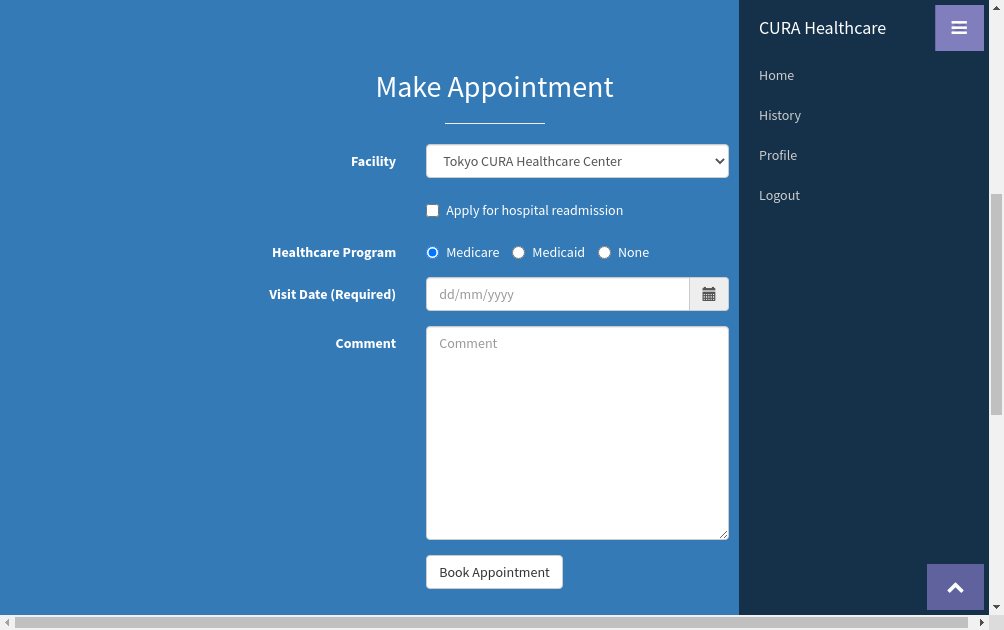 CURA Healthcare
Home
History
Profile
Logout
Make Appointment
Facility
Tokyo CURA Healthcare Center
Apply for hospital readmission
Healthcare Program
Medicare
Medicaid
None
Visit Date (Required)
dd/mm/yyyy
Comment
Comment
Book Appointment